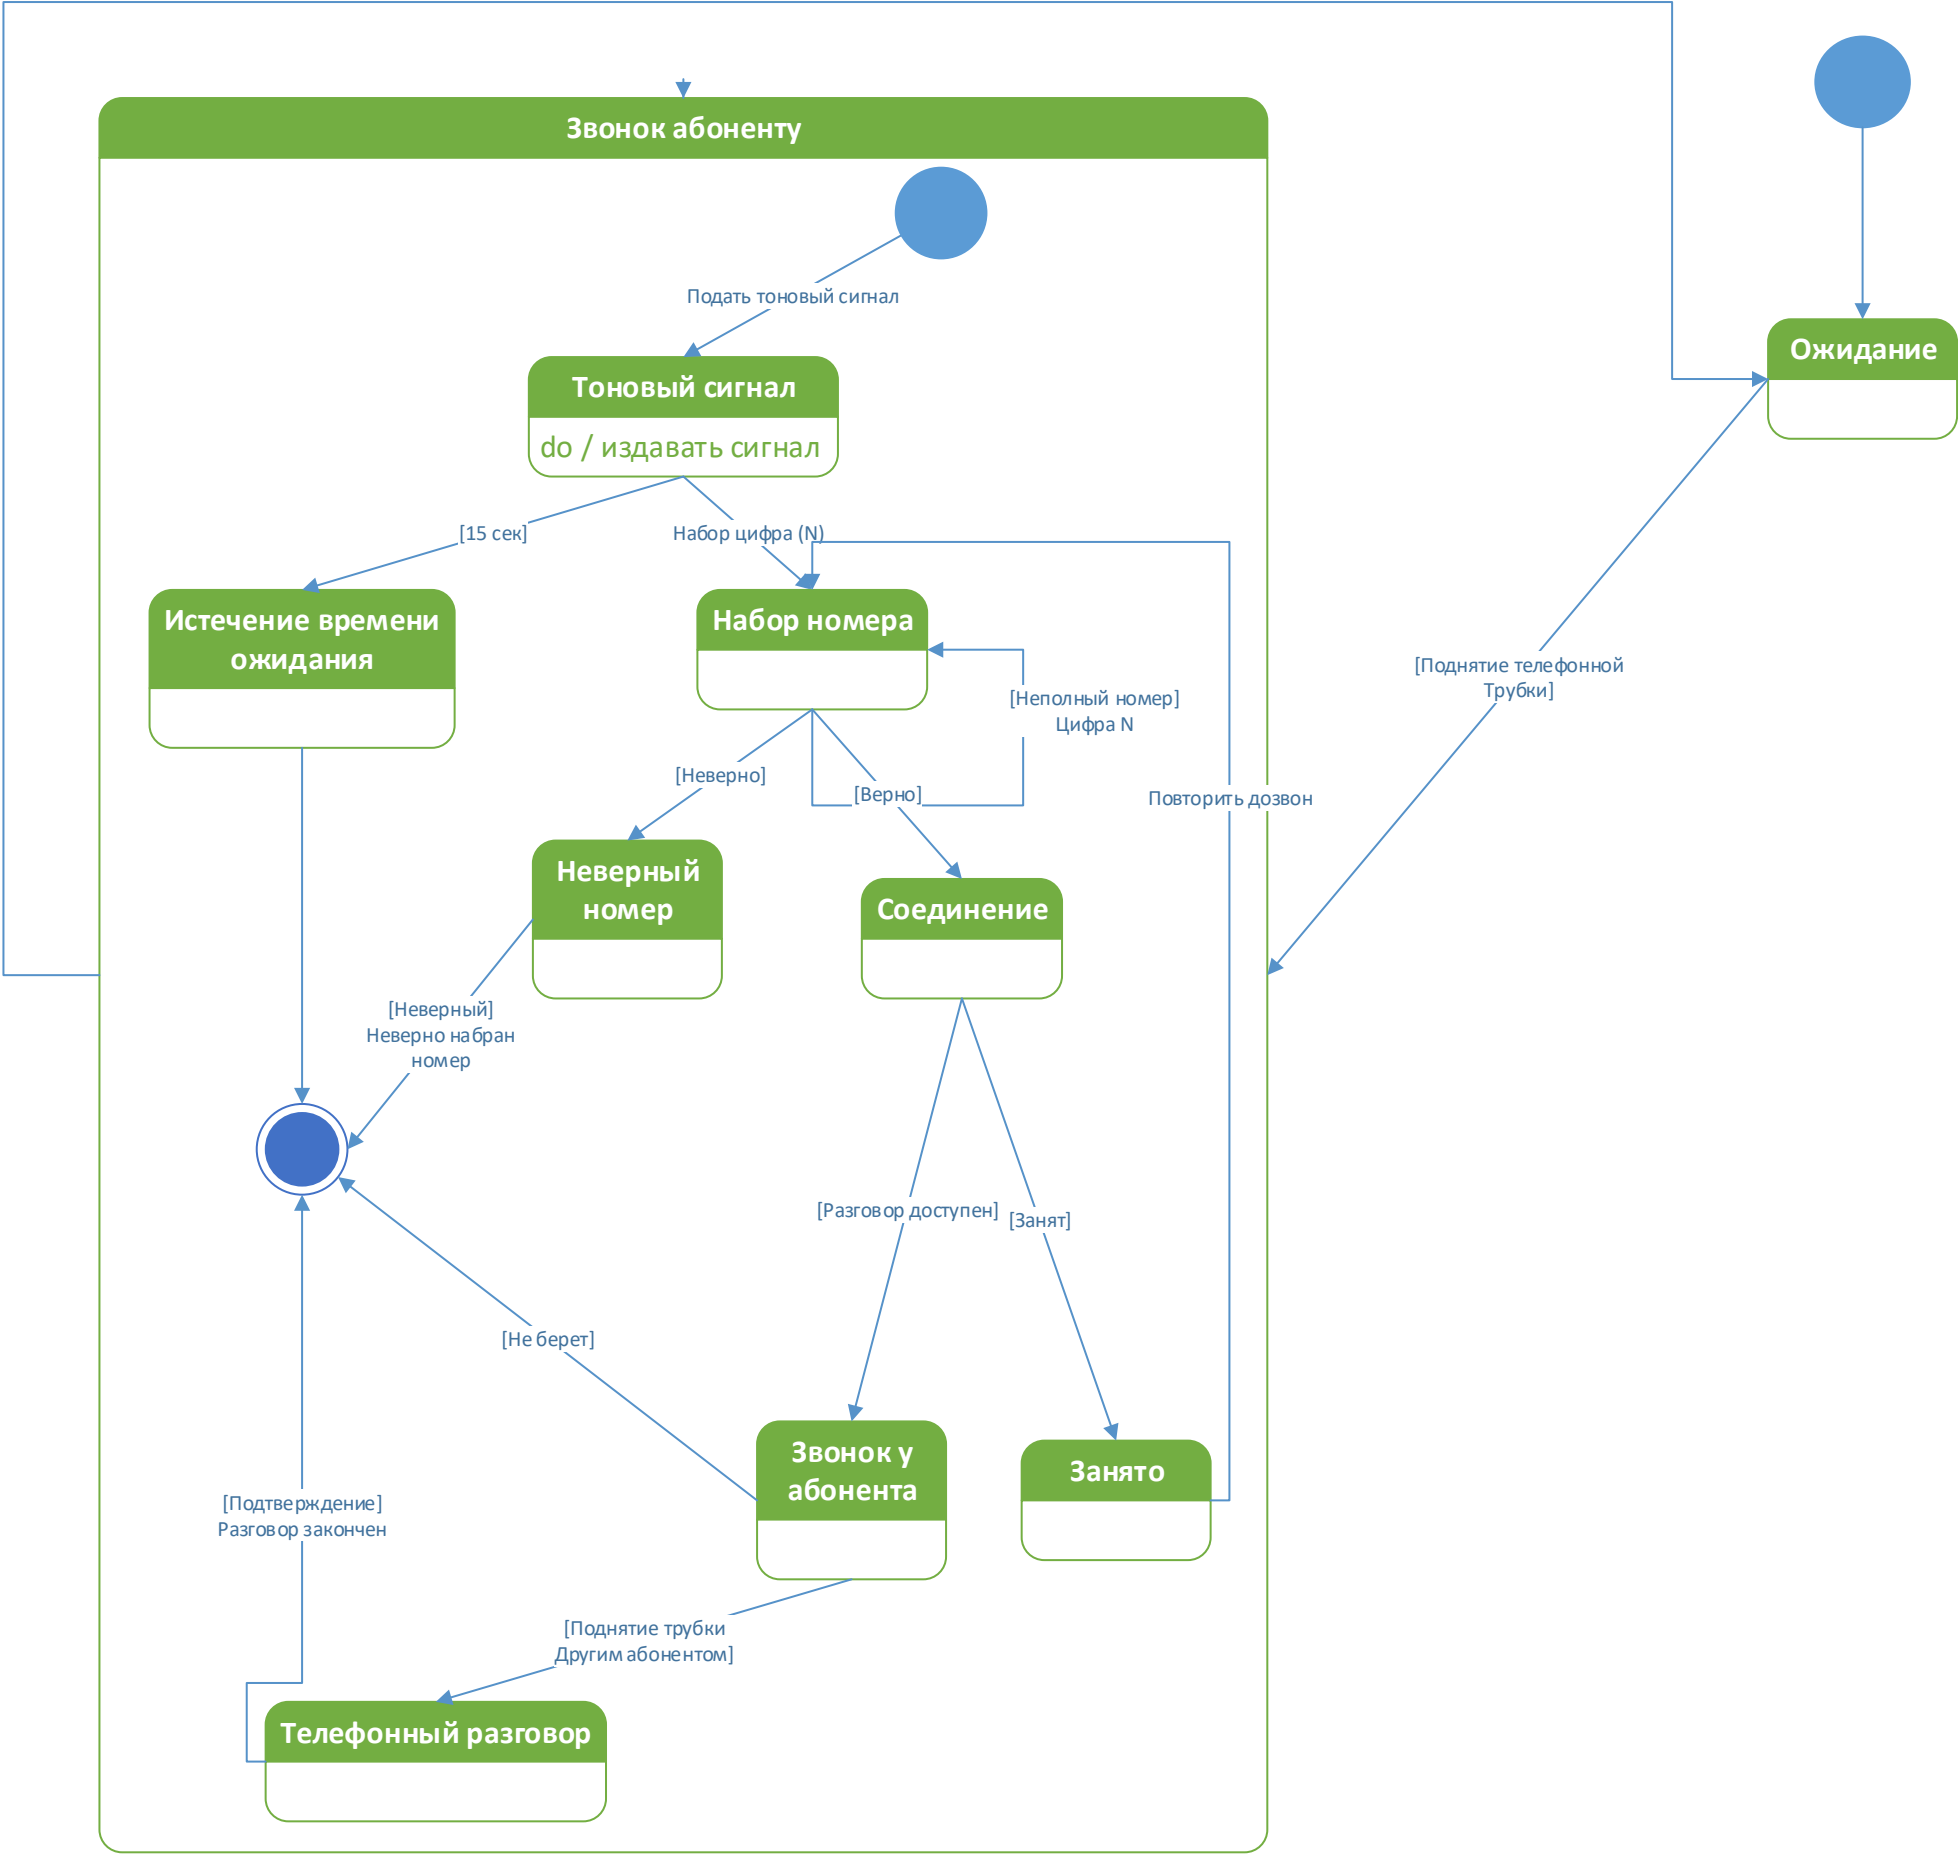 Звонок абоненту
Подать тоновый сигнал
Ожидание
Тоновый сигнал
do / издавать сигнал
[15 сек]
Набор цифра (N)
Истечение времени
ожидания
Набор номера
[Поднятие телефонной
Трубки]
[Неполный номер]
Цифра N
[Неверно]
[Верно]
Повторить дозвон
Неверный
номер
Соединение
[Неверный]
Неверно набран
номер
[Разговор доступен]
[Занят]
[Не берет]
Звонок у
абонента
Занято
[Подтверждение]
Разговор закончен
[Поднятие трубки
Другим абонентом]
Телефонный разговор